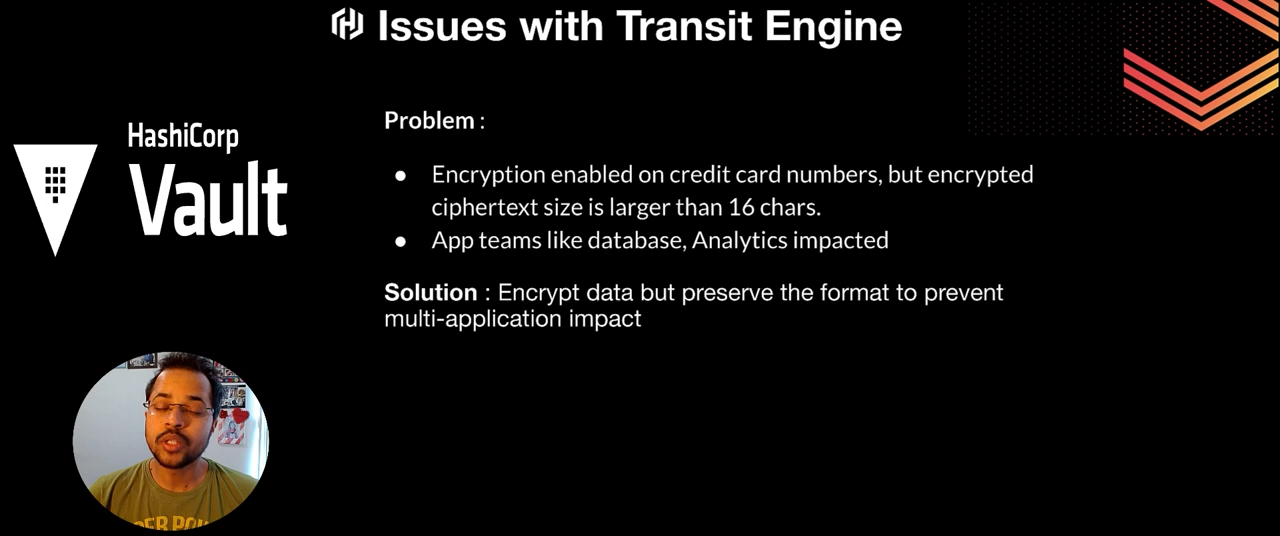 Issues with Transit Engine
HashiCorp
Vault
Problem :
● Encryption enabled on credit card numbers, but encrypted
ciphertext size is larger than 16 chars.
● App teams like database, Analytics impacted
Solution : Encrypt data but preserve the format to prevent
multi-application impact